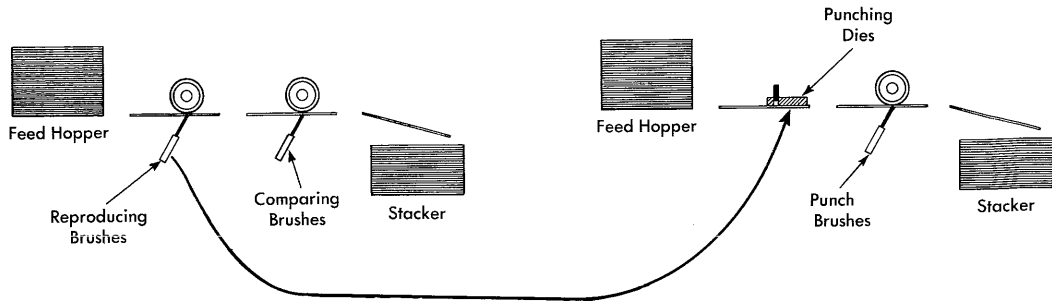 Punching
Dies
Feed Hopper
Feed Hopper
Reproducing
Brushes
Comparing
Brushes
Stacker
Punch
Brushes
Stacker